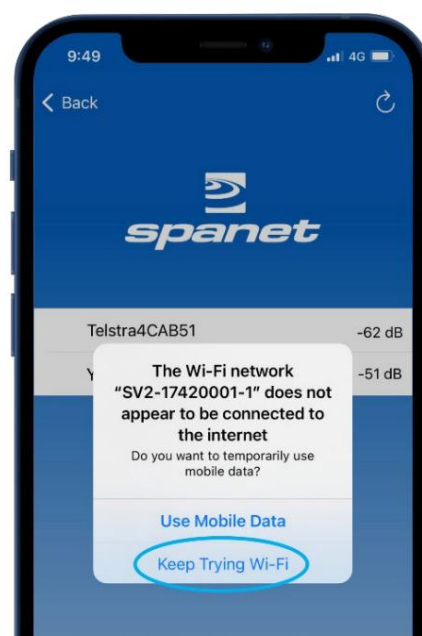 9:49
4G
Back
spanet
Telstra4CAB51 -62 dB
Y -51 dB
The Wi-Fi network
“SV2-17420001-1” does not
appear to be connected to
the internet
Do you want to temporarily use
mobile data?
Use Mobile Data
Keep Trying Wi-Fi